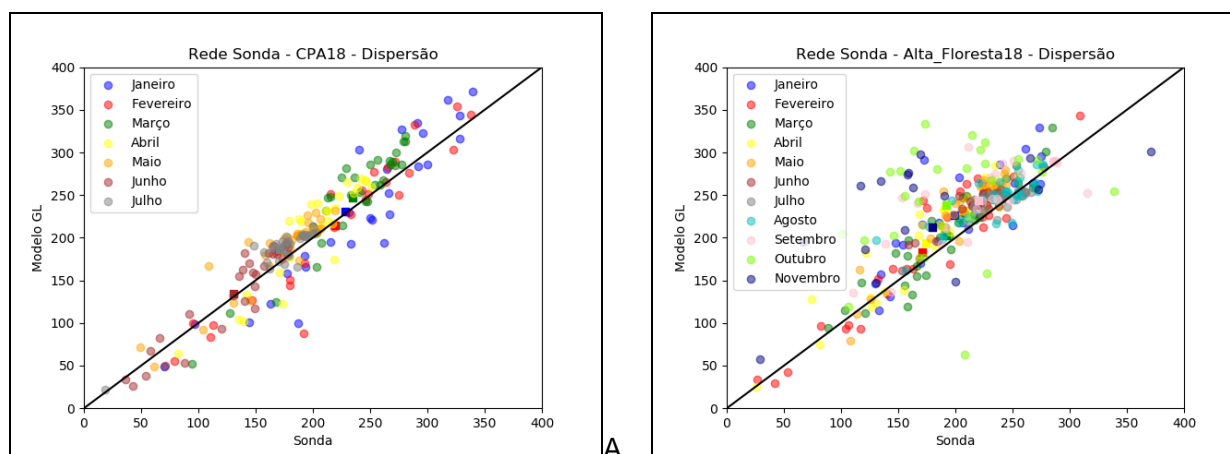 Rede Sonda - CPA18 - Dispersão
400
350
300
250
200
150
100
50
0
Modelo GL
Janeiro
Fevereiro
Março
Abril
Maio
Junho
Julho
0 50 100 150 200 250 300 350 400
Sonda
A
Rede Sonda - Alta_Floresta18 - Dispersão
400
350
300
250
200
150
100
50
0
Modelo GL
Janeiro
Fevereiro
Março
Abril
Maio
Junho
Julho
Agosto
Setembro
Outubro
Novembro
0 50 100 150 200 250 300 350 400
Sonda